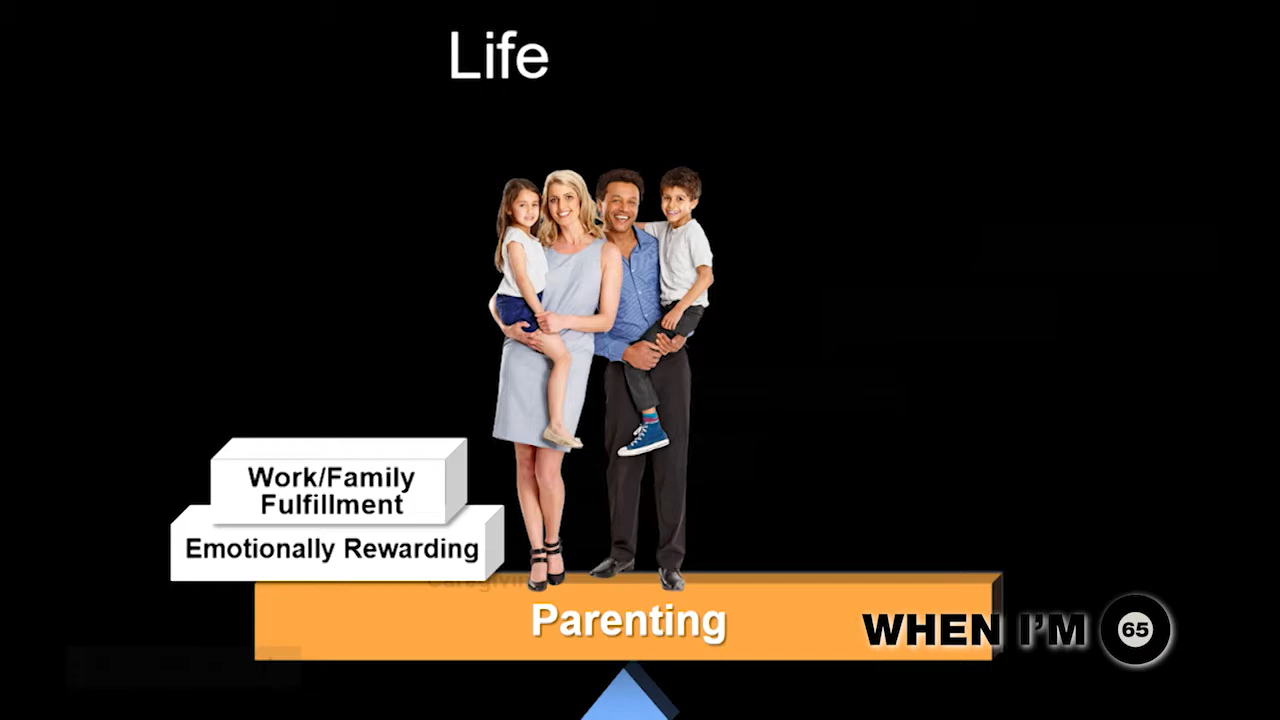 Life
Work/Family
Fulfillment
Emotionally Rewarding
Parenting
WHEN I'M 65